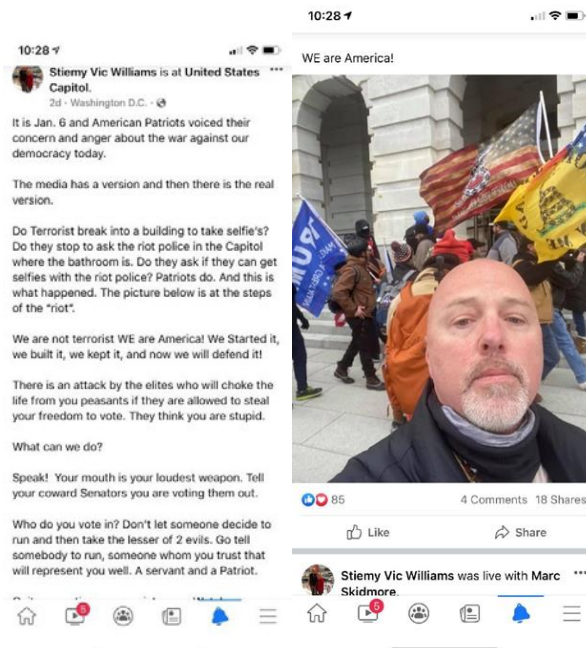 10:28
Stiemy Vic Williams is at United States
Capitol.
2d · Washington D.C. ·
It is Jan. 6 and American Patriots voiced their
concern and anger about the war against our
democracy today.
The media has a version and then there is the real
version.
Do Terrorist break into a building to take selfie's?
Do they stop to ask the riot police in the Capitol
where the bathroom is. Do they ask if they can get
selfies with the riot police? Patriots do. And this is
what happened. The picture below is at the steps
of the "riot".
We are not terrorist WE are America! We Started it,
we built it, we kept it, and now we will defend it!
There is an attack by the elites who will choke the
life from you peasants if they are allowed to steal
your freedom to vote. They think you are stupid.
What can we do?
Speak! Your mouth is your loudest weapon. Tell
your coward Senators you are voting them out.
Who do you vote in? Don't let someone decide to
run and then take the lesser of 2 evils. Go tell
somebody to run, someone whom you trust that
will represent you well. A servant and a Patriot.
5
10:28
WE are America!
TRUMP
85
4 Comments 18 Shares
Like
Share
Stiemy Vic Williams was live with Marc
Skidmore.
5